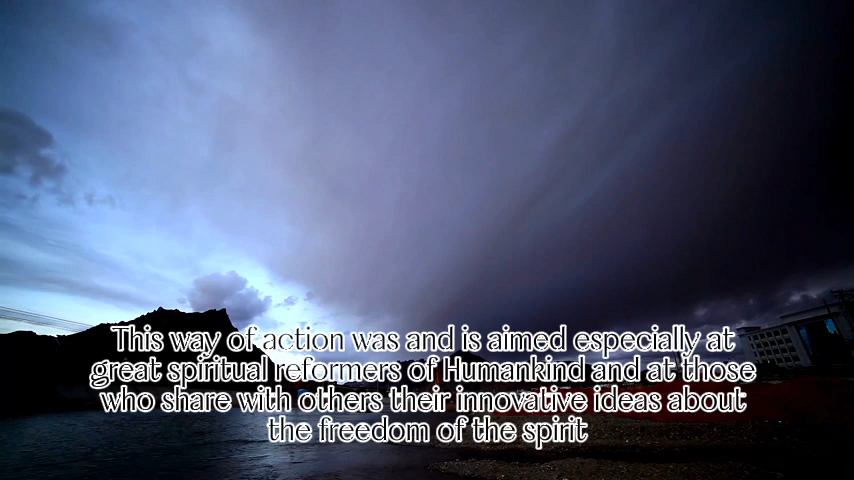 This way of action was and is aimed especially at
great spiritual reformers of Humankind and at those
who share with others their innovative ideas about
the freedom of the spirit